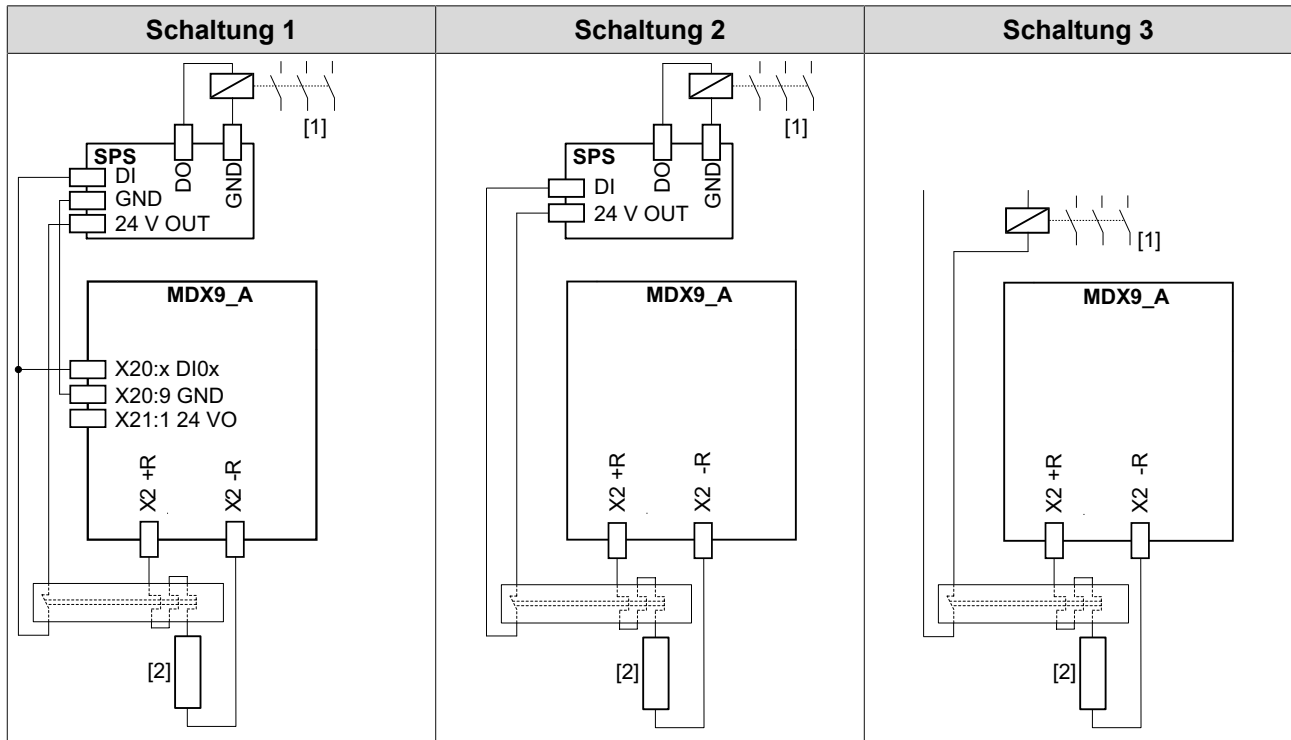 Schaltung 1
Schaltung 2
Schaltung 3
[1]
SPS
DO
GND
DI
GND
24 V OUT
MDX9_A
X20:x DI0x
X20:9 GND
X21:1 24 VO
X2 +R
X2 -R
[2]
[1]
SPS
DO
GND
DI
24 V OUT
MDX9_A
X2 +R
X2 -R
[2]
[1]
MDX9_A
X2 +R
X2 -R
[2]